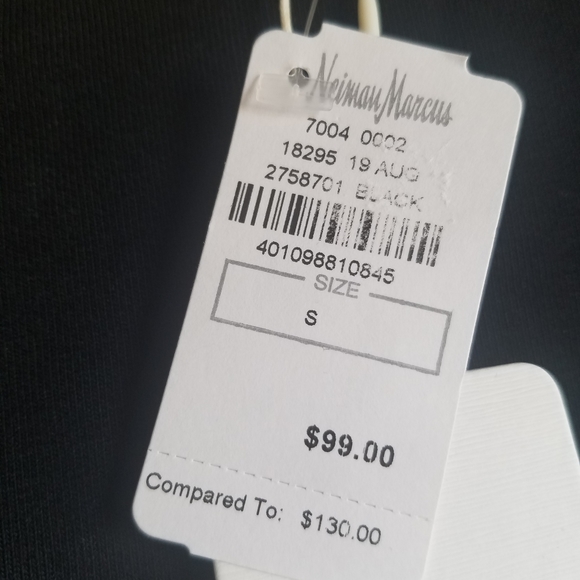 Neiman Marcus
7004 0002
18295 19 AUG
2758701 BLACK
401098810845
SIZE
S
$99.00
Compared To: $130.00